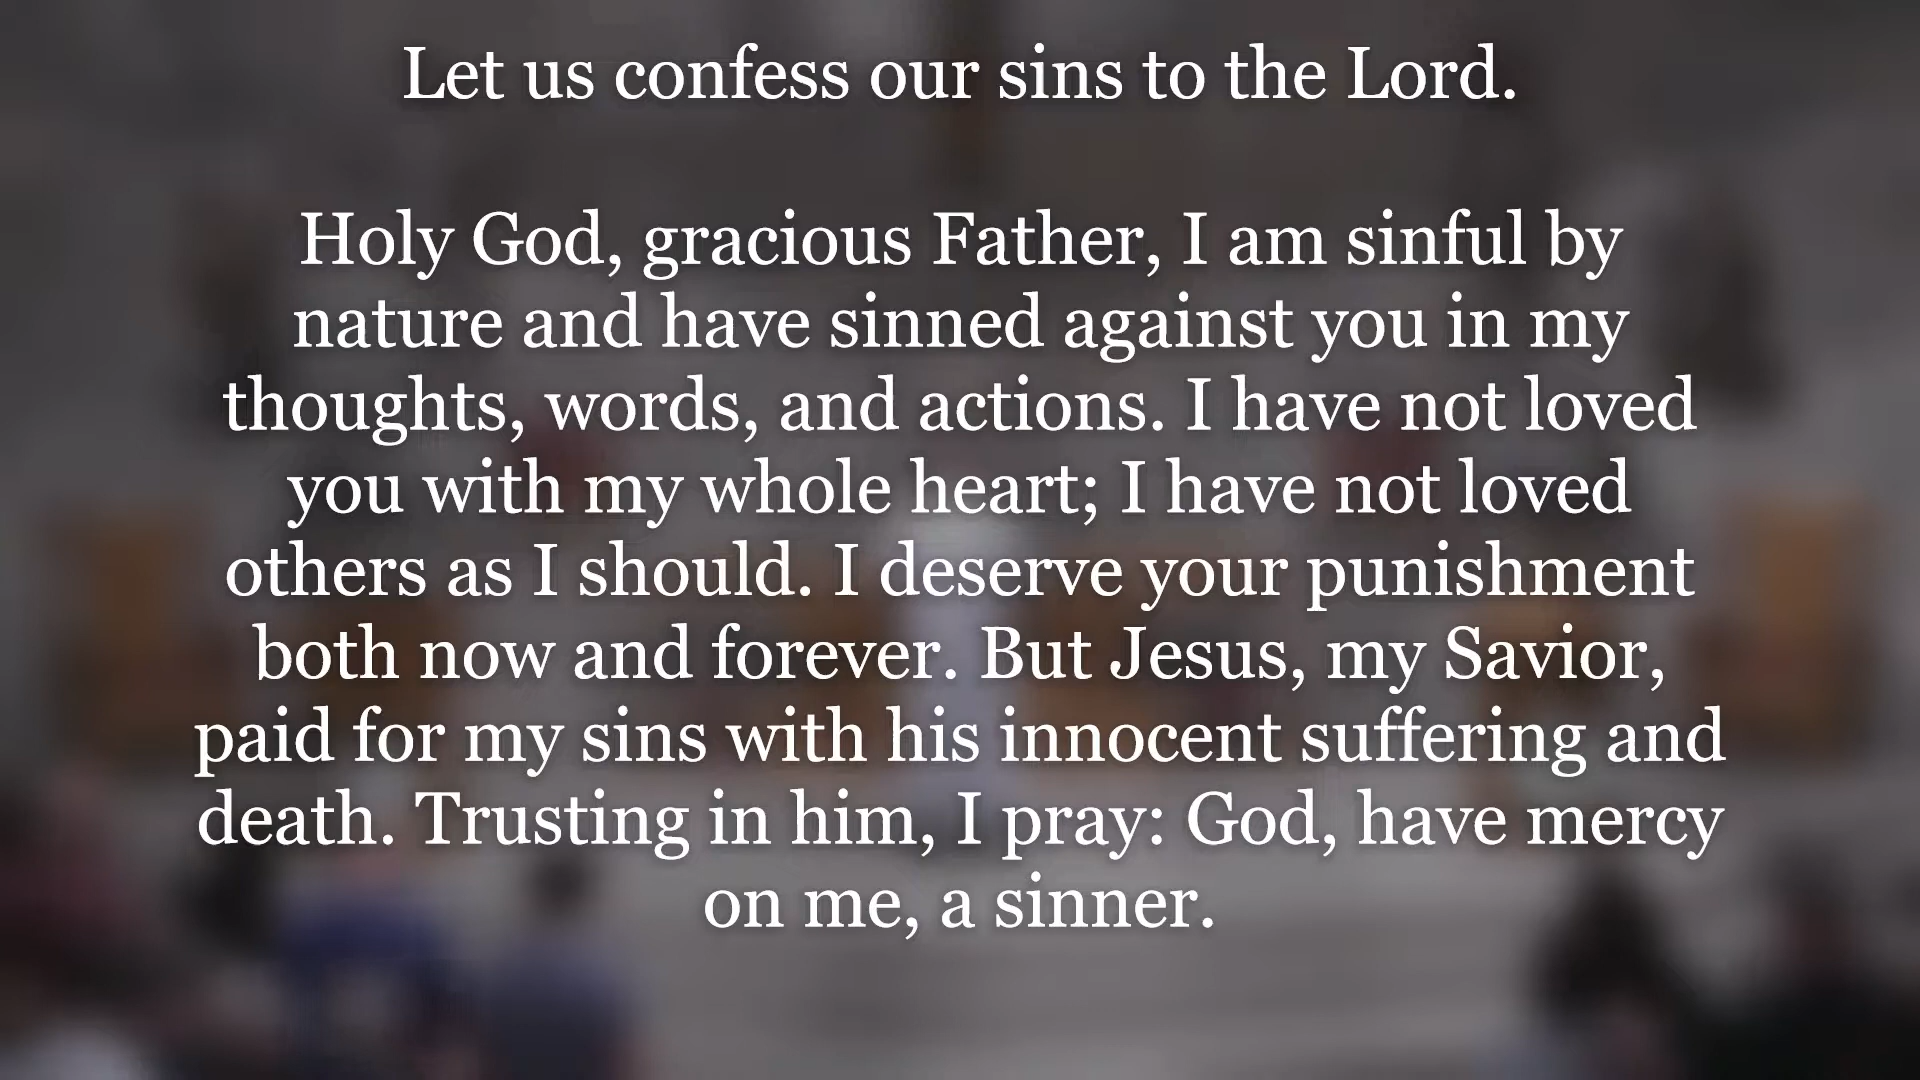 Let us confess our sins to the Lord.
Holy God, gracious Father, I am sinful by
nature and have sinned against you in my
thoughts, words, and actions. I have not loved
you with my whole heart; I have not loved
others as I should. I deserve your punishment
both now and forever. But Jesus, my Savior,
paid for my sins with his innocent suffering and
death. Trusting in him, I pray: God, have mercy
on me, a sinner.